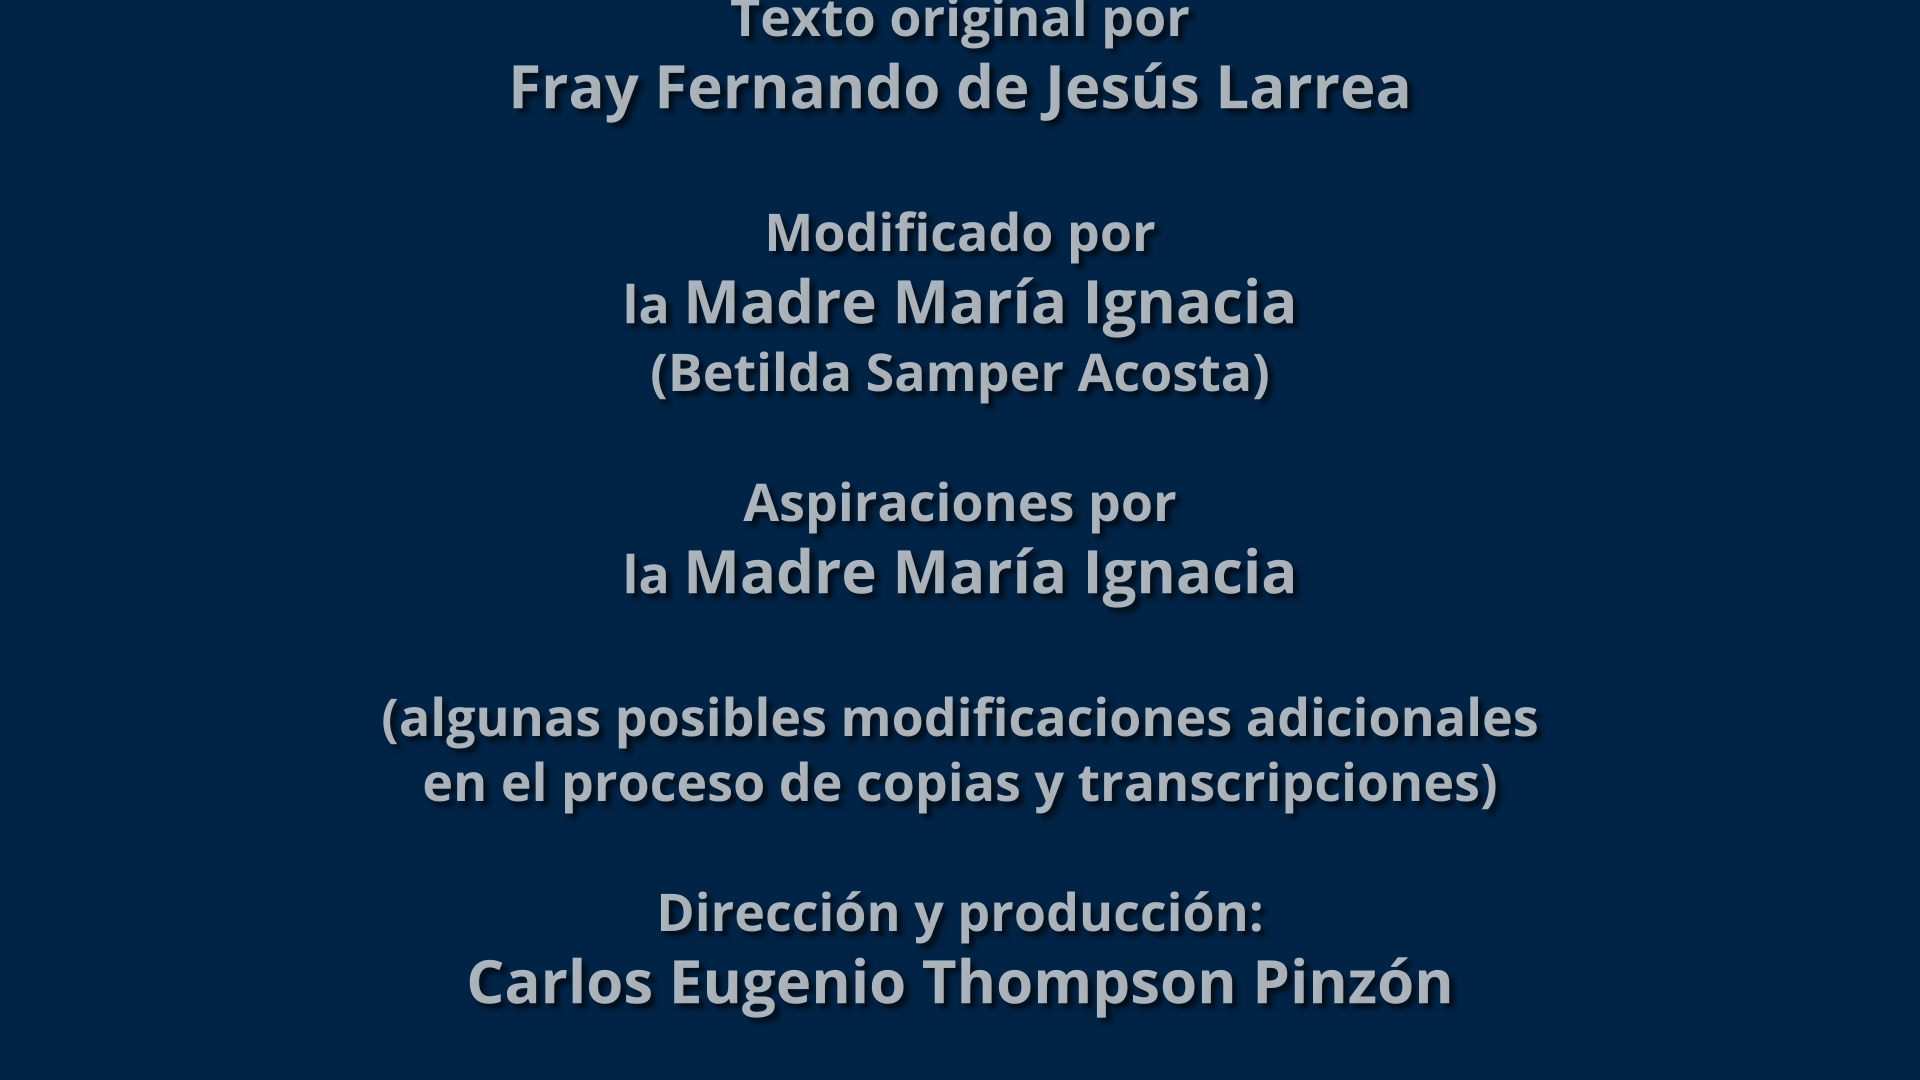 Texto original por
Fray Fernando de Jesús Larrea
Modificado por
la Madre María Ignacia
(Betilda Samper Acosta)
Aspiraciones por
la Madre María Ignacia
(algunas posibles modificaciones adicionales
en el proceso de copias y transcripciones)
Dirección y producción:
Carlos Eugenio Thompson Pinzón